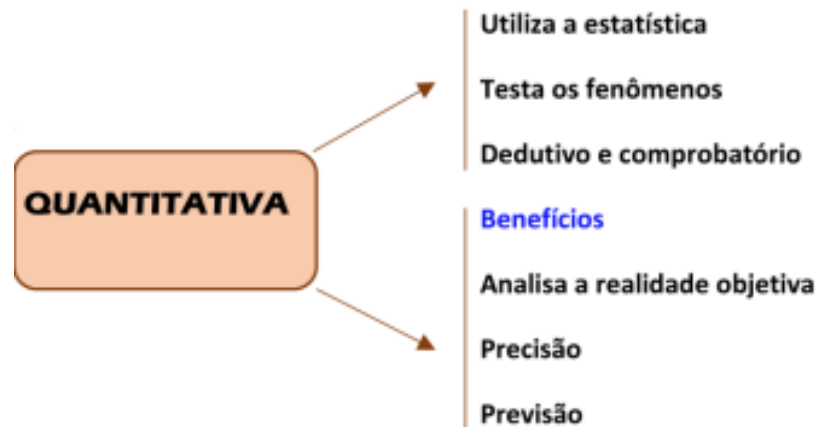 QUANTITATIVA
Utiliza a estatística
Testa os fenômenos
Dedutivo e comprobatório
Benefícios
Analisa a realidade objetiva
Precisão
Previsão